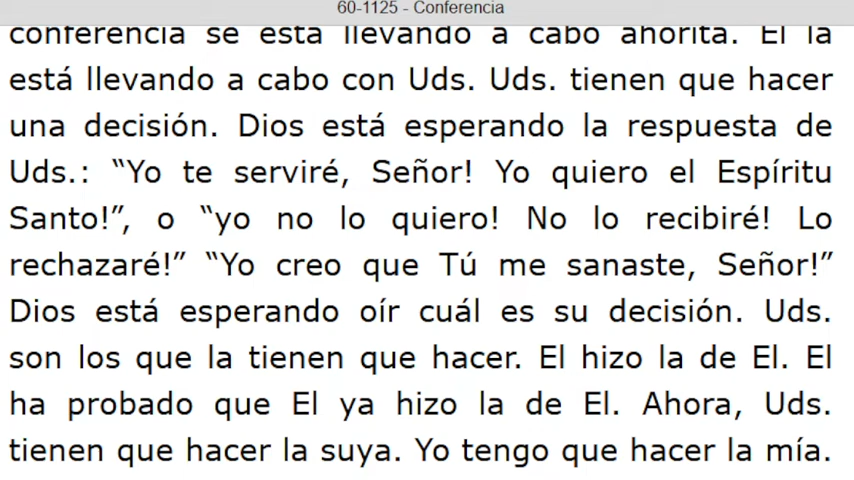 60-1125 - Conferencia
conferencia se está llevando a cabo ahorita. El la
está llevando a cabo con Uds. Uds. tienen que hacer
una decisión. Dios está esperando la respuesta de
Uds.: “Yo te serviré, Señor! Yo quiero el Espíritu
Santo!”, o “yo no lo quiero! No lo recibiré! Lo
rechazaré!” “Yo creo que Tú me sanaste, Señor!”
Dios está esperando oír cuál es su decisión. Uds.
son los que la tienen que hacer. El hizo la de El. El
ha probado que El ya hizo la de El. Ahora, Uds.
tienen que hacer la suya. Yo tengo que hacer la mía.